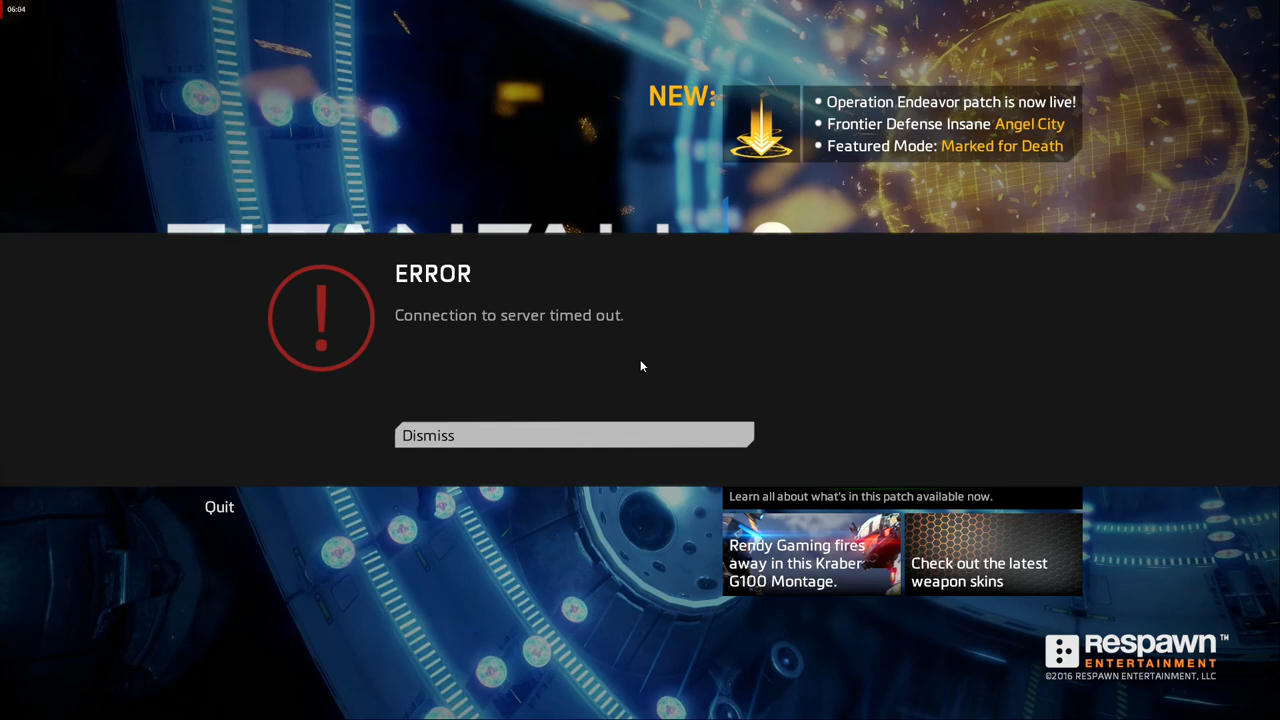 06:04
NEW:
• Operation Endeavor patch is now live!
• Frontier Defense Insane Angel City
• Featured Mode: Marked for Death
ERROR
Connection to server timed out.
Dismiss
Quit
Learn all about what's in this patch available now.
Rendy Gaming fires
away in this Kraber
G100 Montage.
Check out the latest
weapon skins
RESPAWN™
ENTERTAINMENT
©2016 RESPAWN ENTERTAINMENT, LLC